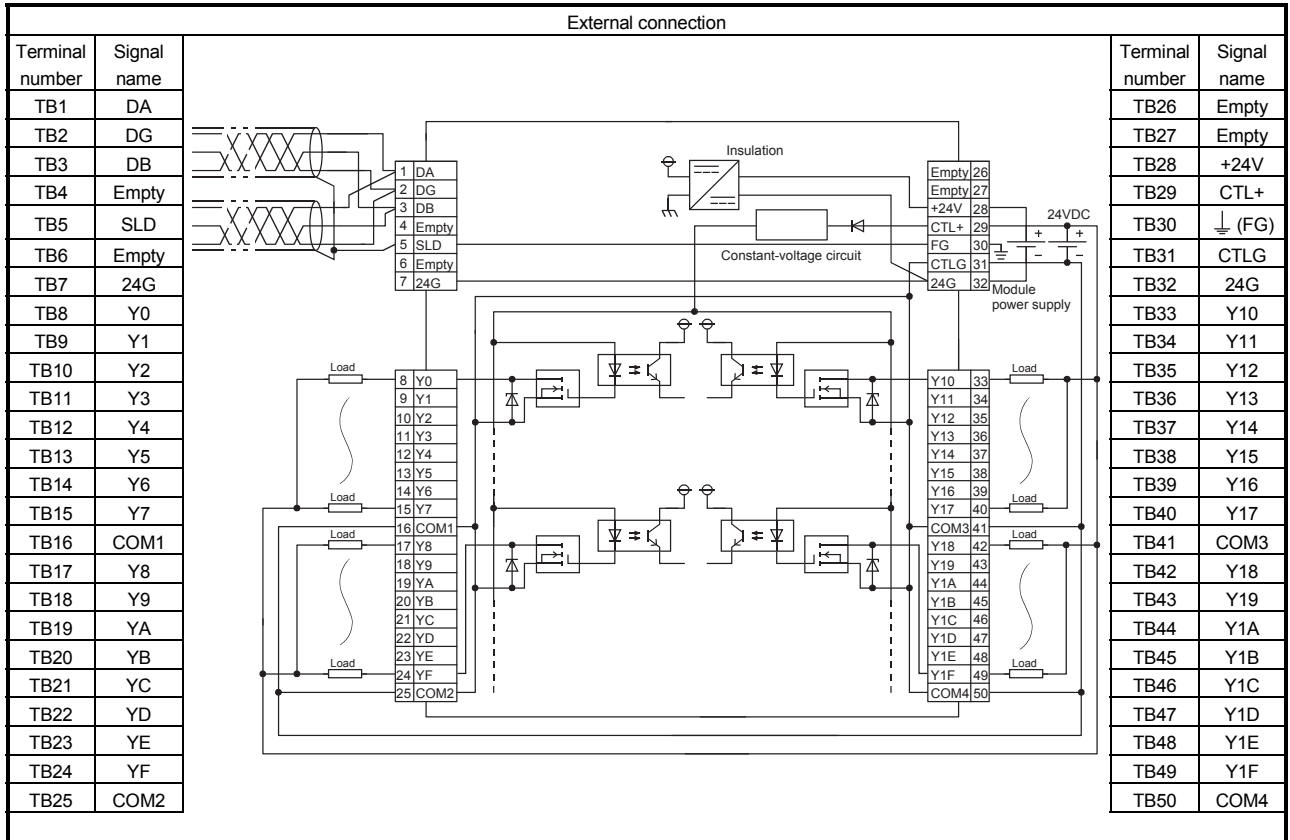 External connection
Terminal number Signal name
TB1 DA
TB2 DG
TB3 DB
TB4 Empty
TB5 SLD
TB6 Empty
TB7 24G
TB8 Y0
TB9 Y1
TB10 Y2
TB11 Y3
TB12 Y4
TB13 Y5
TB14 Y6
TB15 Y7
TB16 COM1
TB17 Y8
TB18 Y9
TB19 YA
TB20 YB
TB21 YC
TB22 YD
TB23 YE
TB24 YF
TB25 COM2
1 DA
2 DG
3 DB
4 Empty
5 SLD
6 Empty
7 24G
8 Y0
9 Y1
10 Y2
11 Y3
12 Y4
13 Y5
14 Y6
15 Y7
16 COM1
17 Y8
18 Y9
19 YA
20 YB
21 YC
22 YD
23 YE
24 YF
25 COM2
Load
Load
Load
Load
Insulation
Constant-voltage circuit
Empty 26
Empty 27
+24V 28
CTL+ 29
FG 30
CTLG 31
24G 32
24VDC
+ +
− −
Module
power supply
Y10 33
Y11 34
Y12 35
Y13 36
Y14 37
Y15 38
Y16 39
Y17 40
COM3 41
Y18 42
Y19 43
Y1A 44
Y1B 45
Y1C 46
Y1D 47
Y1E 48
Y1F 49
COM4 50
Load
Load
Load
Load
Terminal number Signal name
TB26 Empty
TB27 Empty
TB28 +24V
TB29 CTL+
TB30 (FG)
TB31 CTLG
TB32 24G
TB33 Y10
TB34 Y11
TB35 Y12
TB36 Y13
TB37 Y14
TB38 Y15
TB39 Y16
TB40 Y17
TB41 COM3
TB42 Y18
TB43 Y19
TB44 Y1A
TB45 Y1B
TB46 Y1C
TB47 Y1D
TB48 Y1E
TB49 Y1F
TB50 COM4